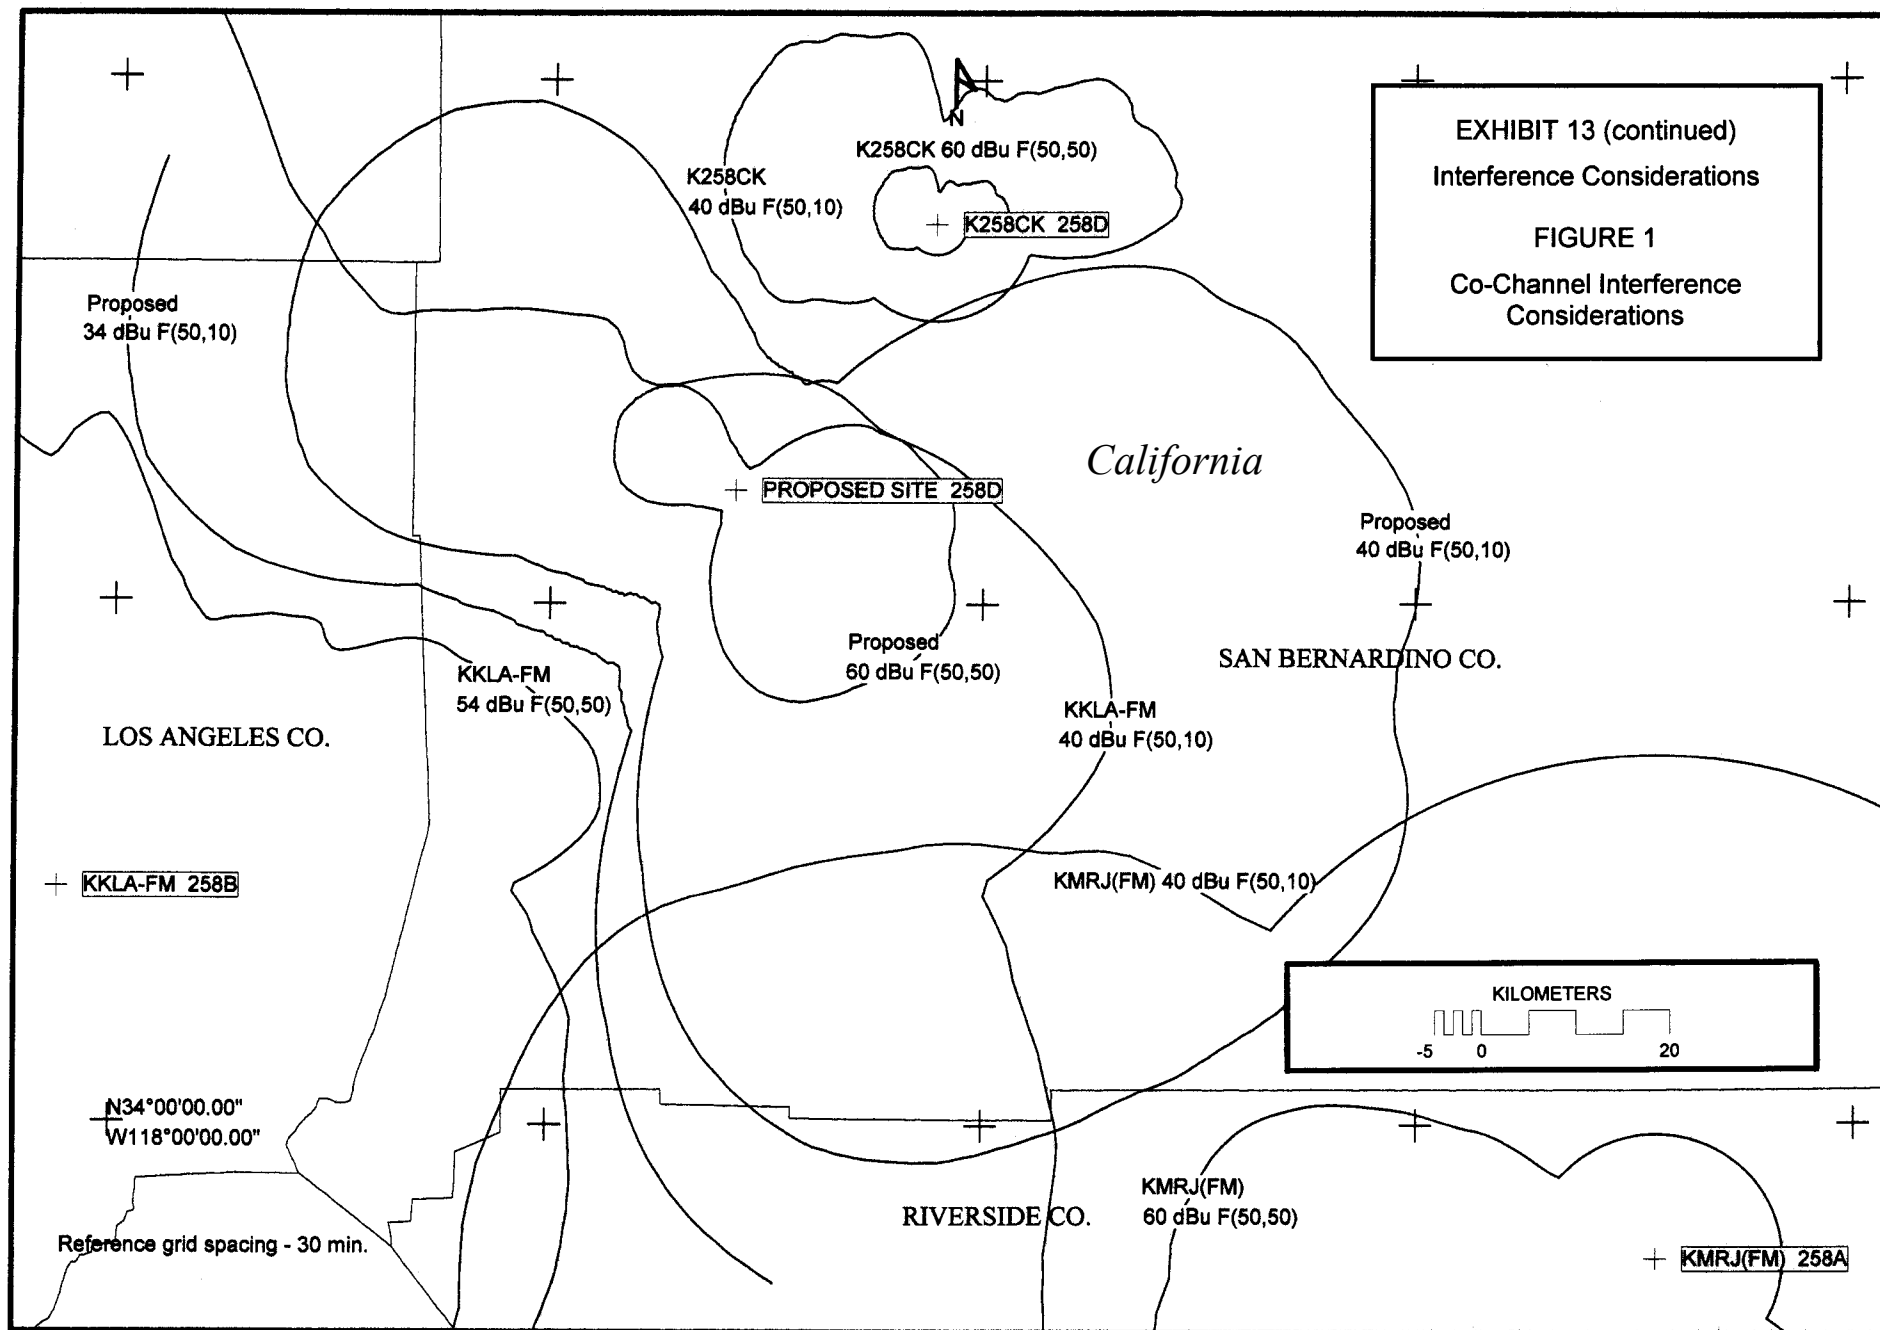 EXHIBIT 13 (continued)
Interference Considerations
FIGURE 1
Co-Channel Interference
Considerations
N
K258CK 60 dBu F(50,50)
K258CK
40 dBu F(50,10)
K258CK 258D
Proposed
34 dBu F(50,10)
California
PROPOSED SITE 258D
Proposed
40 dBu F(50,10)
Proposed
60 dBu F(50,50)
SAN BERNARDINO CO.
KKLA-FM
54 dBu F(50,50)
KKLA-FM
40 dBu F(50,10)
LOS ANGELES CO.
KKLA-FM 258B
KMRJ(FM) 40 dBu F(50,10)
KILOMETERS
-5 0 20
N34°00'00.00"
W118°00'00.00"
KMRJ(FM)
60 dBu F(50,50)
RIVERSIDE CO.
Reference grid spacing - 30 min.
KMRJ(FM) 258A